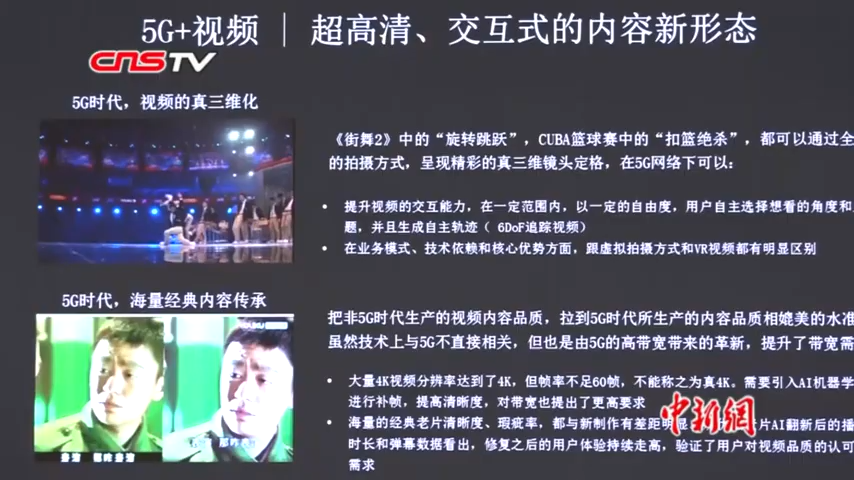 5G+视频 | 超高清、交互式的内容新形态
CNSTV
5G时代，视频的真三维化
《街舞2》中的“旋转跳跃”，CUBA篮球赛中的“扣篮绝杀”，都可以通过全
的拍摄方式，呈现精彩的真三维镜头定格，在5G网络下可以：
• 提升视频的交互能力，在一定范围内，以一定的自由度，用户自主选择想看的角度和
题，并且生成自主轨迹（ 6DoF追踪视频）
• 在业务模式、技术依赖和核心优势方面，跟虚拟拍摄方式和VR视频都有明显区别
5G时代，海量经典内容传承
把非5G时代生产的视频内容品质，拉到5G时代所生产的内容品质相媲美的水准
虽然技术上与5G不直接相关，但也是由5G的高带宽带来的革新，提升了带宽需
• 大量4K视频分辨率达到了4K，但帧率不足60帧，不能称之为真4K。需要引入AI机器学
进行补帧，提高清晰度，对带宽也提出了更高要求
• 海量的经典老片清晰度、瑕疵率，都与新制作有差距明显
片AI翻新后的播
时长和弹幕数据看出，修复之后的用户体验持续走高，验证了用户对视频品质的认可
需求
中新网